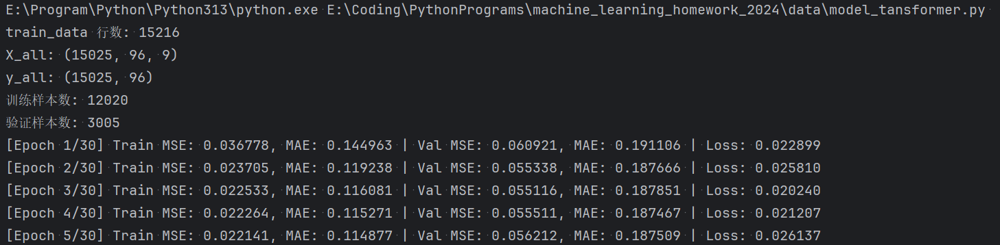 E:\Program\Python\Python313\python.exe E:\Coding\PythonPrograms\machine_learning_homework_2024\data\model_tansformer.py
train_data 行数: 15216
X_all: (15025, 96, 9)
y_all: (15025, 96)
训练样本数: 12020
验证样本数: 3005
[Epoch 1/30] Train MSE: 0.036778, MAE: 0.144963 | Val MSE: 0.060921, MAE: 0.191106 | Loss: 0.022899
[Epoch 2/30] Train MSE: 0.023705, MAE: 0.119238 | Val MSE: 0.055338, MAE: 0.187666 | Loss: 0.025810
[Epoch 3/30] Train MSE: 0.022533, MAE: 0.116081 | Val MSE: 0.055116, MAE: 0.187851 | Loss: 0.020240
[Epoch 4/30] Train MSE: 0.022264, MAE: 0.115271 | Val MSE: 0.055511, MAE: 0.187467 | Loss: 0.021207
[Epoch 5/30] Train MSE: 0.022141, MAE: 0.114877 | Val MSE: 0.056212, MAE: 0.187509 | Loss: 0.026137